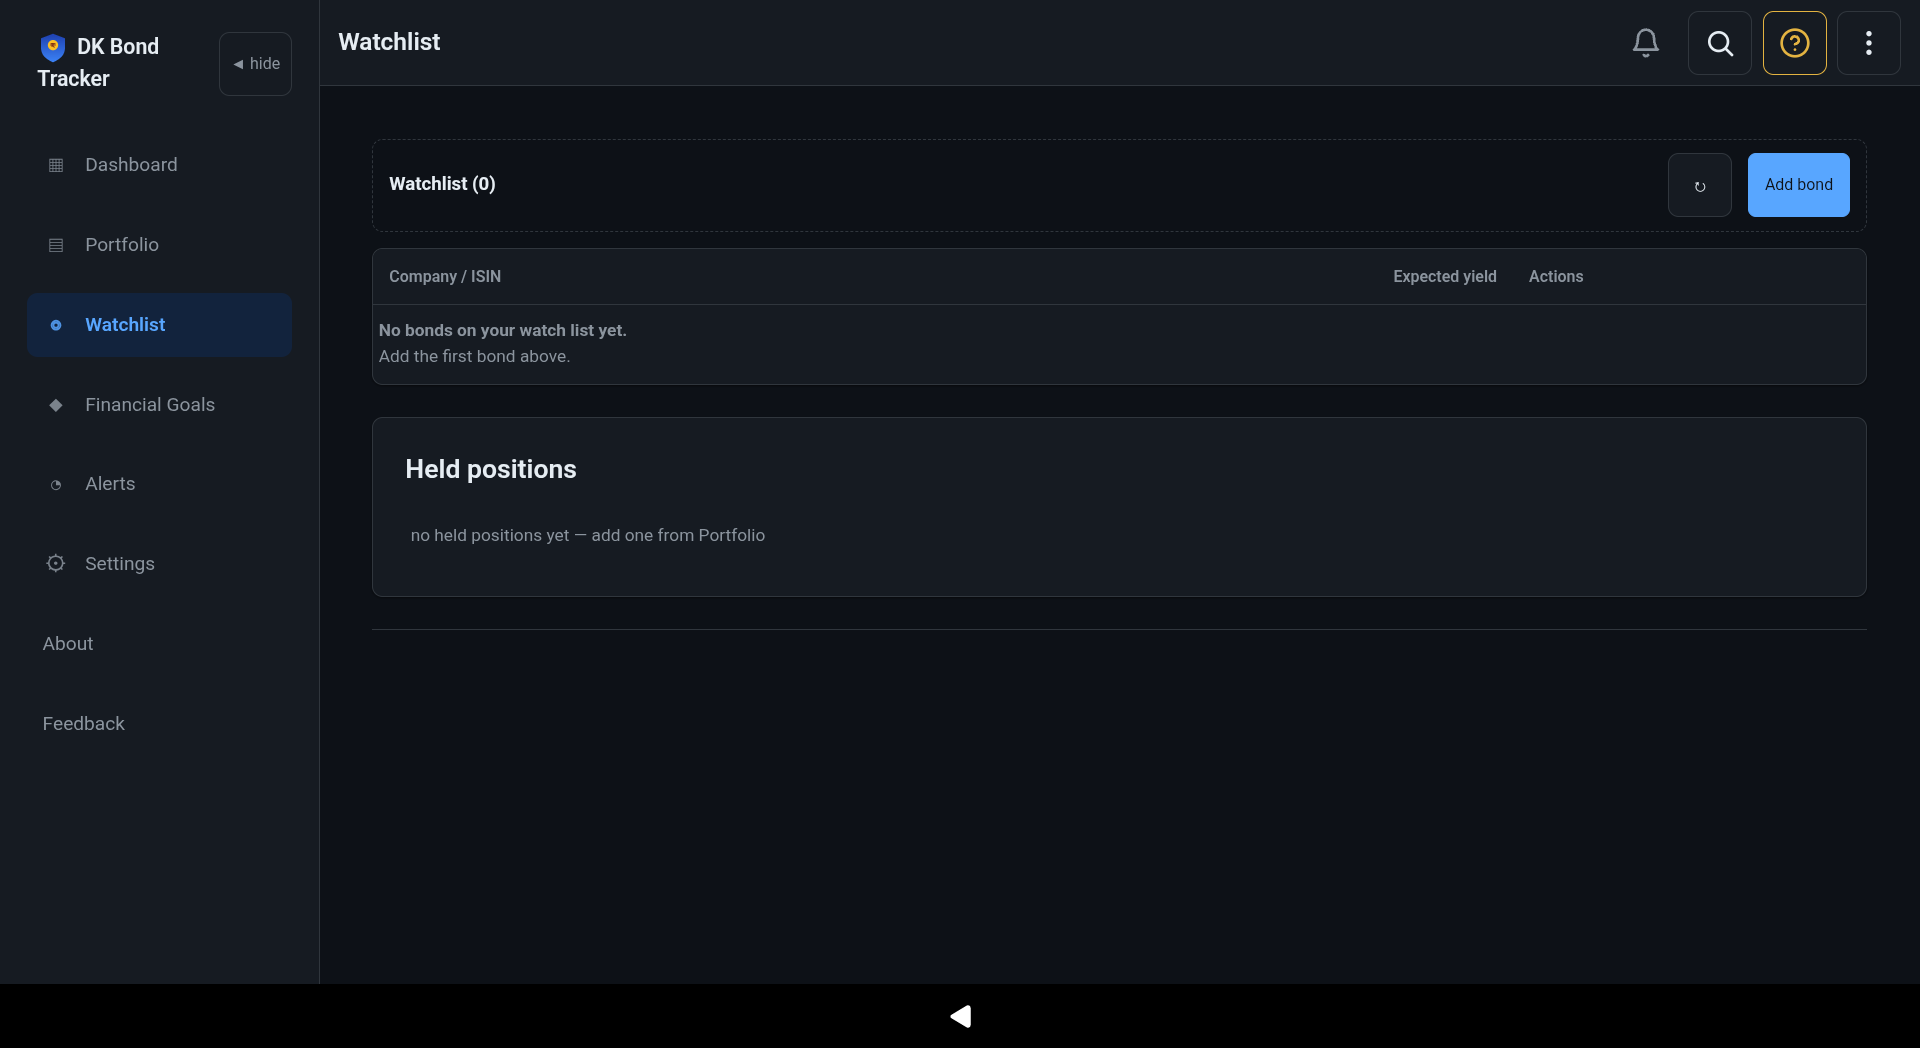 DK Bond
Tracker
◄ hide
Dashboard
Portfolio
Watchlist
Financial Goals
Alerts
Settings
About
Feedback
Watchlist
Watchlist (0)
Add bond
Company / ISIN Expected yield Actions
No bonds on your watch list yet.
Add the first bond above.
Held positions
no held positions yet — add one from Portfolio